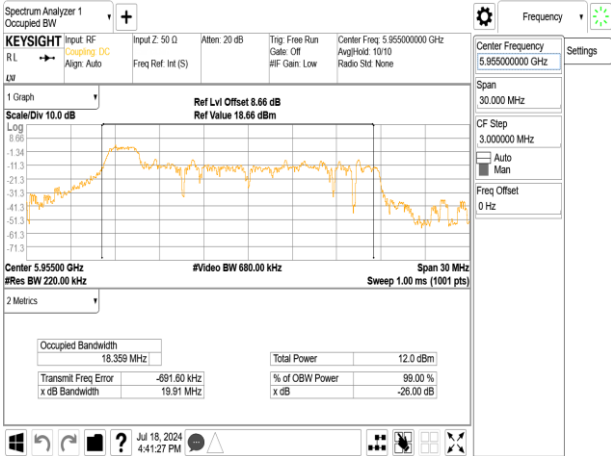 Spectrum Analyzer 1
Occupied BW
Frequency
KEYSIGHT
Input: RF
Input Z: 50 Ω
Atten: 20 dB
Trig: Free Run
Center Freq: 5.955000000 GHz
RL
Coupling: DC
Gate: Off
Avg|Hold: 10/10
Align: Auto
Freq Ref: Int (S)
#IF Gain: Low
Radio Std: None
LXI
Center Frequency
5.955000000 GHz
Settings
Span
30.000 MHz
CF Step
3.000000 MHz
Auto
Man
Freq Offset
0 Hz
1 Graph
Ref Lvl Offset 8.66 dB
Scale/Div 10.0 dB
Ref Value 18.66 dBm
Log
8.66
-1.34
-11.3
-21.3
-31.3
-41.3
-51.3
-61.3
-71.3
Center 5.95500 GHz
#Video BW 680.00 kHz
Span 30 MHz
#Res BW 220.00 kHz
Sweep 1.00 ms (1001 pts)
2 Metrics
Occupied Bandwidth
18.359 MHz
Total Power
12.0 dBm
Transmit Freq Error
-691.60 kHz
% of OBW Power
99.00 %
x dB Bandwidth
19.91 MHz
x dB
-26.00 dB
?
Jul 18, 2024
4:41:27 PM